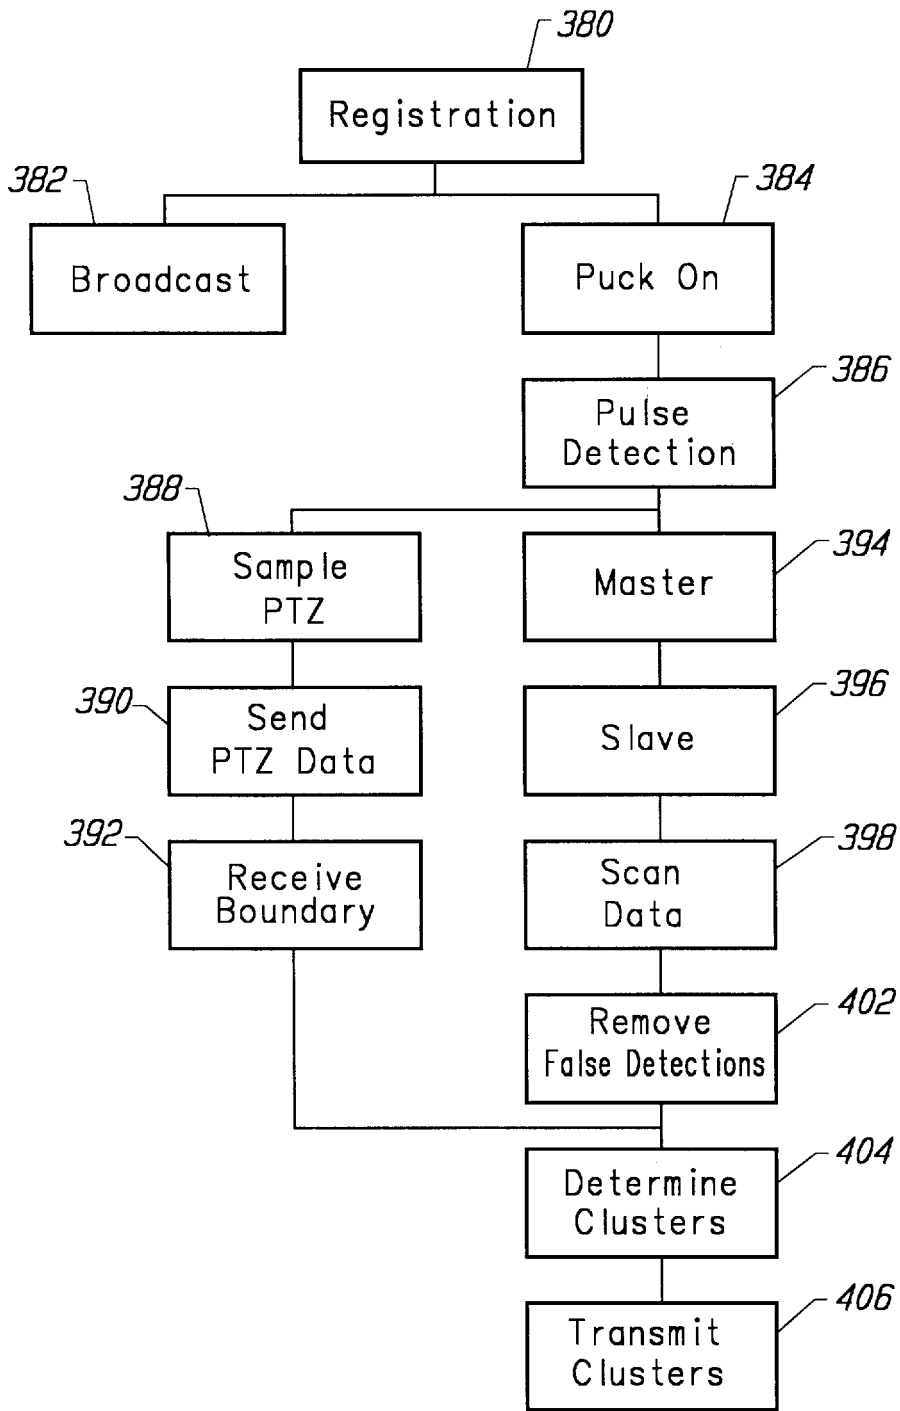 380
Registration
382
384
Broadcast
Puck On
386
Pulse
Detection
388
394
Sample
PTZ
Master
390
396
Send
PTZ Data
Slave
392
398
Receive
Boundary
Scan
Data
402
Remove
False Detections
404
Determine
Clusters
406
Transmit
Clusters